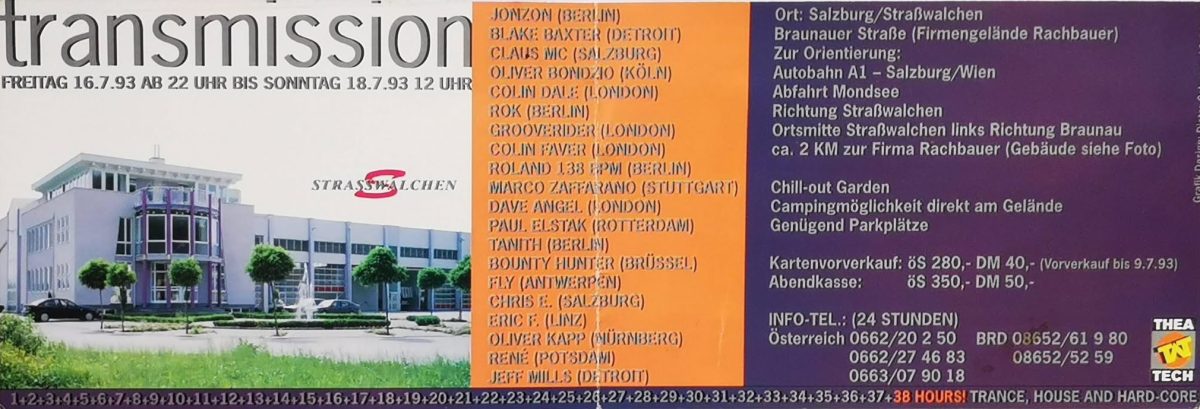 transmission
FREITAG 16.7.93 AB 22 UHR BIS SONNTAG 18.7.93 12 UHR
STRASSWALCHEN
JONZON (BERLIN)
BLAKE BAXTER (DETROIT)
CLAUS MC (SALZBURG)
OLIVER BONDZIO (KÖLN)
COLIN DALE (LONDON)
ROK (BERLIN)
GROOVERIDER (LONDON)
COLIN FAVER (LONDON)
ROLAND 138 BPM (BERLIN)
MARCO ZAFFARANO (STUTTGART)
DAVE ANGEL (LONDON)
PAUL ELSTAK (ROTTERDAM)
TANITH (BERLIN)
BOUNTY HUNTER (BRÜSSEL)
FLY (ANTWERPEN)
CHRIS E. (SALZBURG)
ERIC F. (LINZ)
OLIVER KAPP (NÜRNBERG)
RENÉ (POTSDAM)
JEFF MILLS (DETROIT)
Ort: Salzburg/Straßwalchen
Braunauer Straße (Firmengelände Rachbauer)
Zur Orientierung:
Autobahn A1 – Salzburg/Wien
Abfahrt Mondsee
Richtung Straßwalchen
Ortsmitte Straßwalchen links Richtung Braunau
ca. 2 KM zur Firma Rachbauer (Gebäude siehe Foto)
Chill-out Garden
Campingmöglichkeit direkt am Gelände
Genügend Parkplätze
Kartenvorverkauf: öS 280,- DM 40,- (Vorverkauf bis 9.7.93)
Abendkasse: öS 350,- DM 50,-
INFO-TEL.: (24 STUNDEN)
Österreich 0662/20 2 50 BRD 08652/61 9 80
0662/27 46 83 08652/52 59
0663/07 90 18
THEA
TAT
TECH
1+2+3+4+5+6+7+8+9+10+11+12+13+14+15+16+17+18+19+20+21+22+23+24+25+26+27+28+29+30+31+32+33+34+35+36+37+38 HOURS! TRANCE, HOUSE AND HARD-CORE